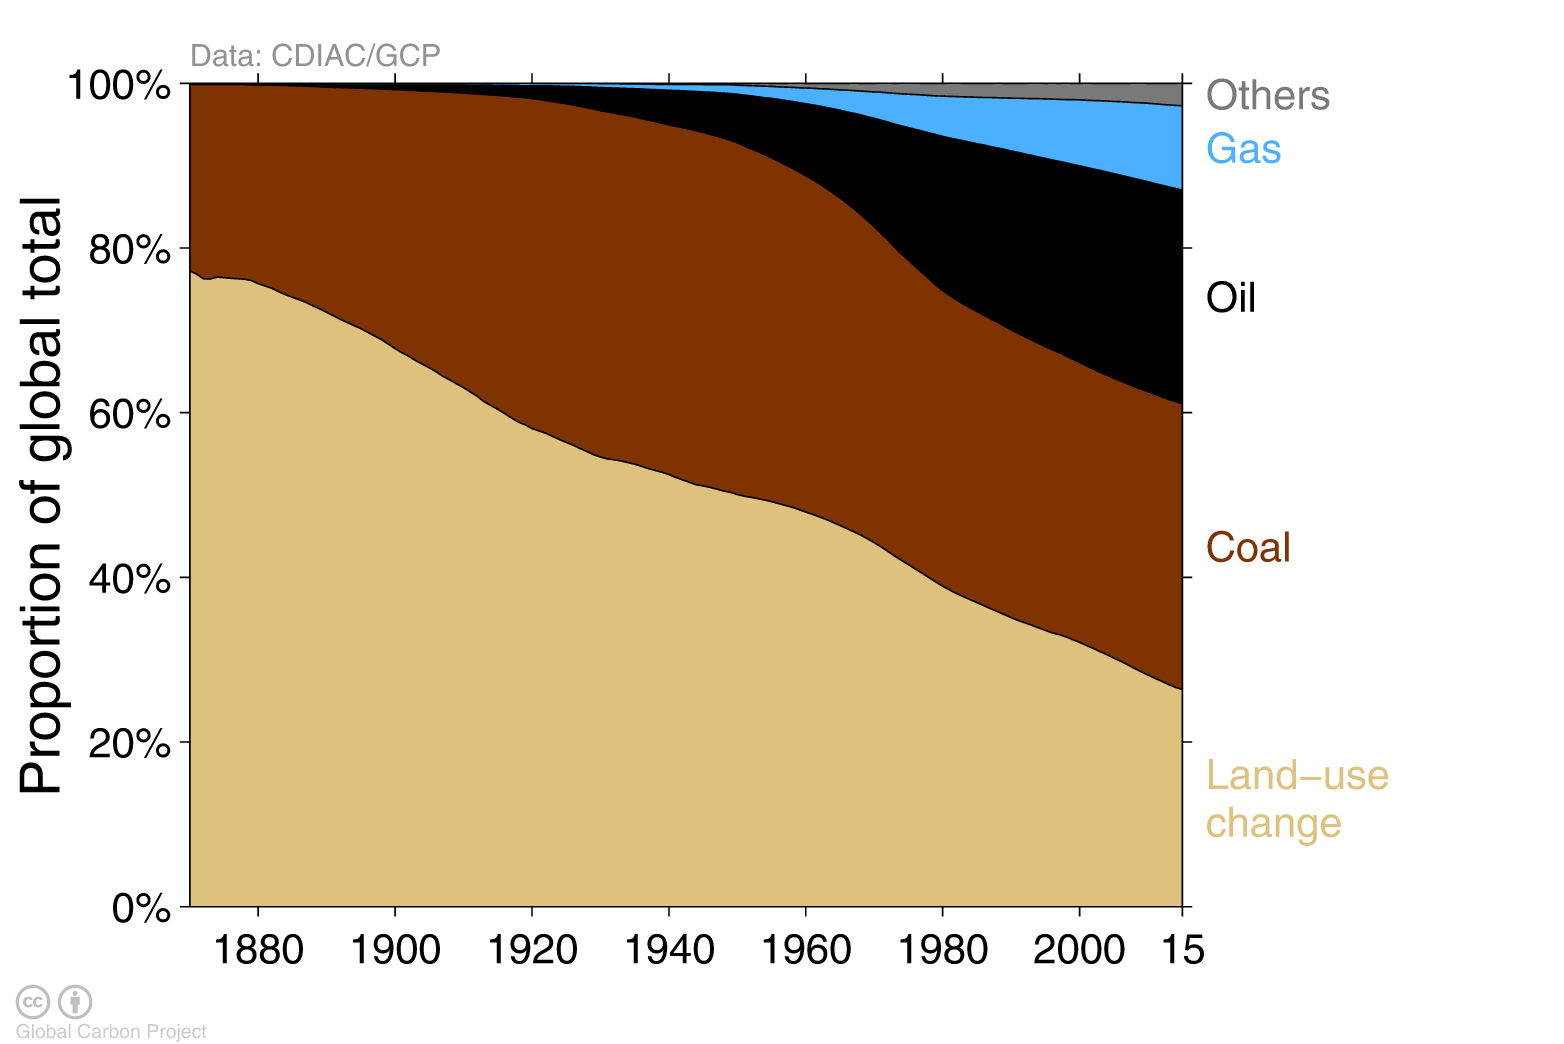 Data: CDIAC/GCP
100%
80%
60%
40%
20%
0%
Proportion of global total
Others
Gas
Oil
Coal
Land–use
change
1880 1900 1920 1940 1960 1980 2000 15
cc
Global Carbon Project